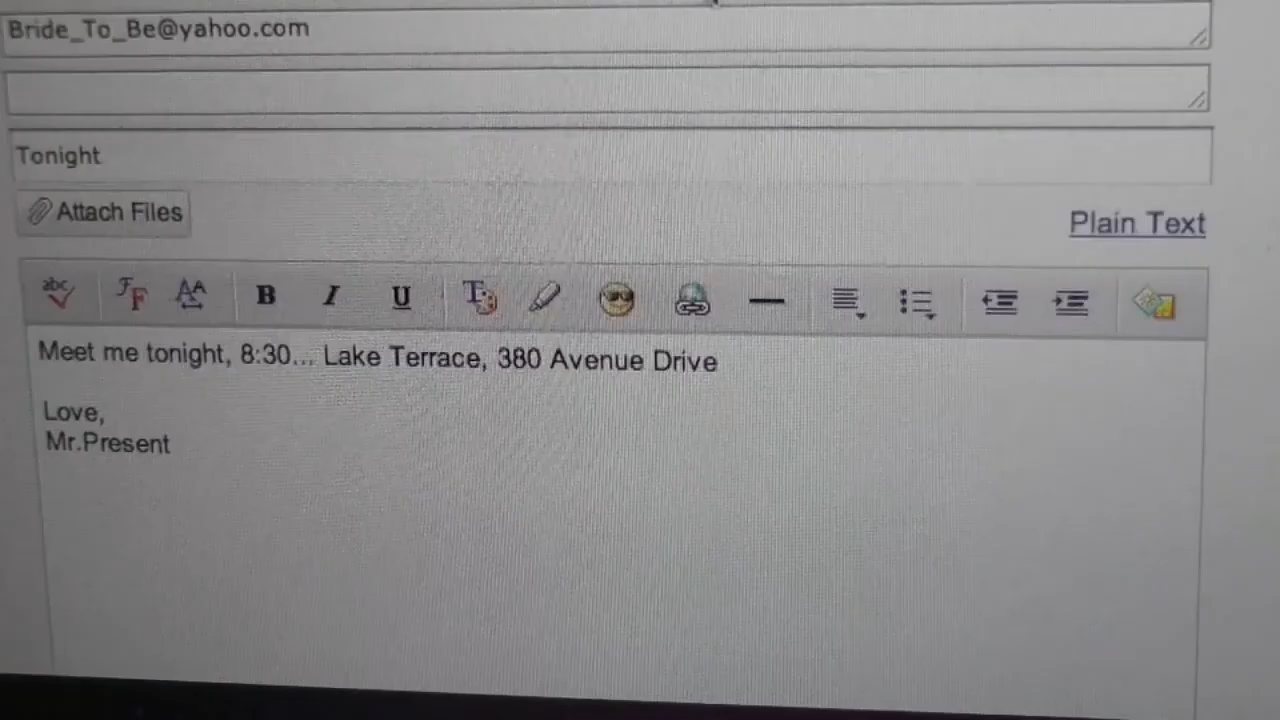 Bride_To_Be@yahoo.com
Tonight
Attach Files
Plain Text
abc
B I U
Meet me tonight, 8:30... Lake Terrace, 380 Avenue Drive
Love,
Mr.Present